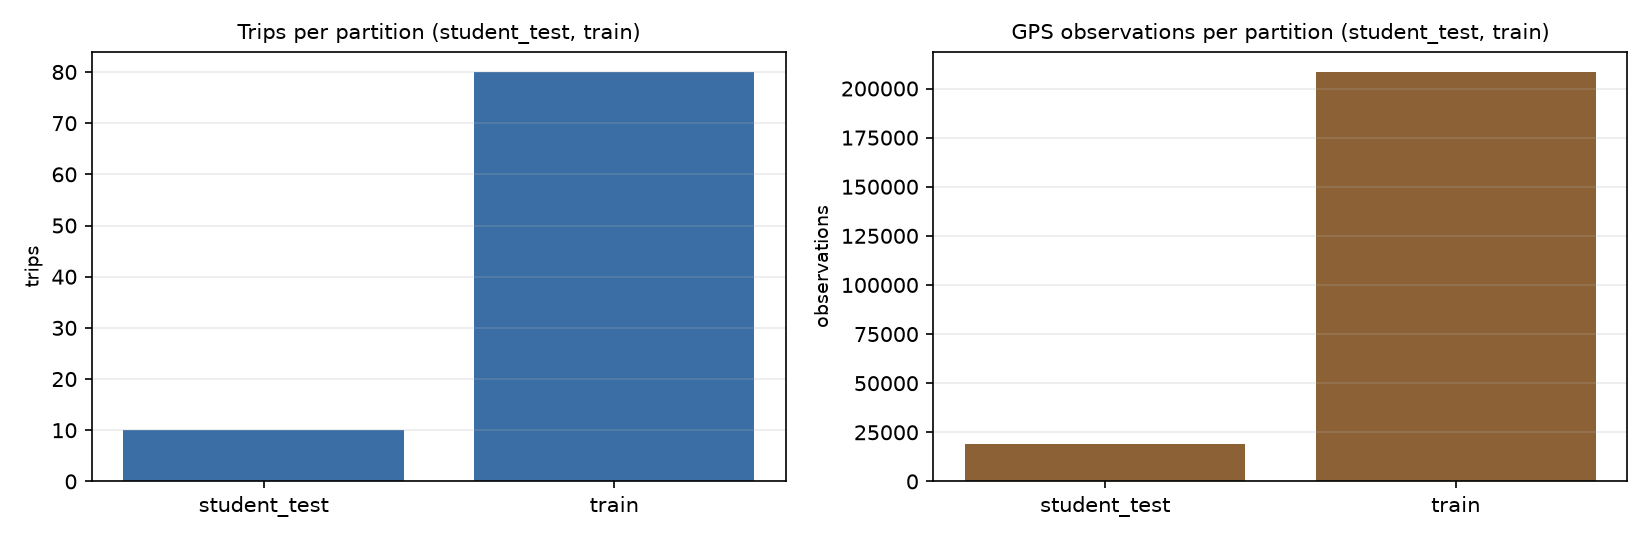 Trips per partition (student_test, train)
80
70
60
50
40
30
20
10
0
trips
student_test
train
GPS observations per partition (student_test, train)
200000
175000
150000
125000
100000
75000
50000
25000
0
observations
student_test
train